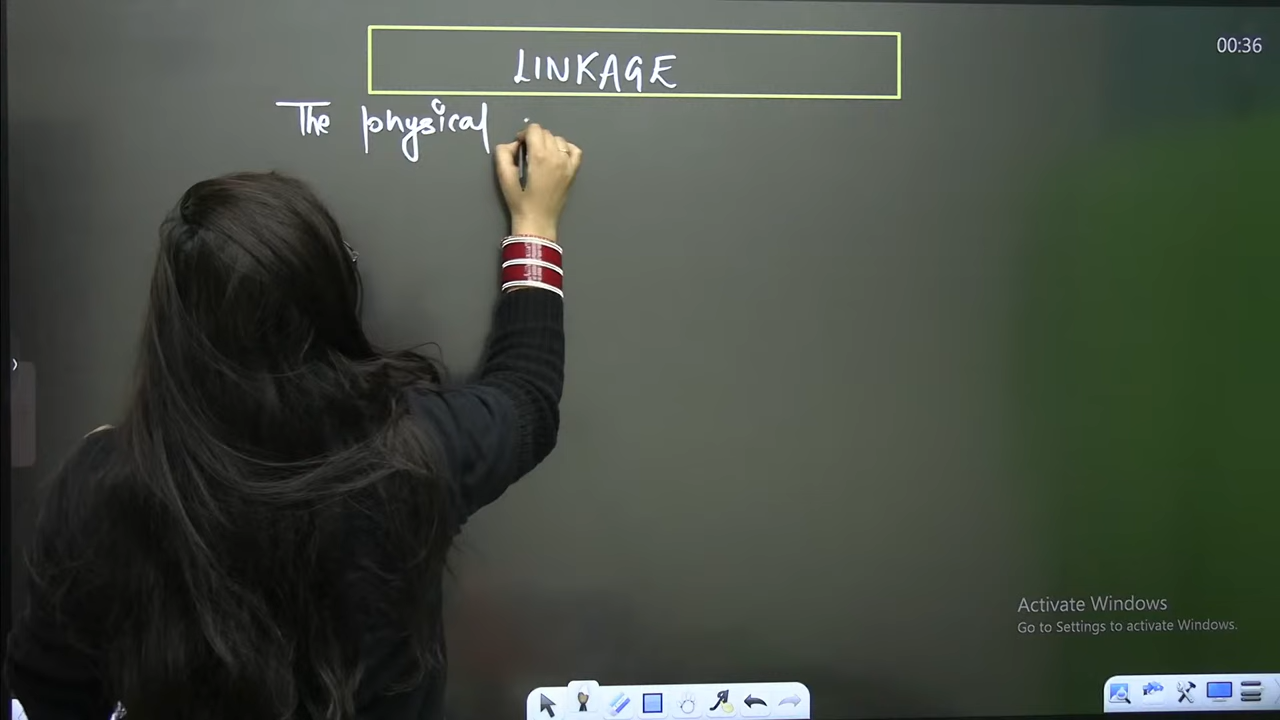 00:36
LINKAGE
The physical
Activate Windows
Go to Settings to activate Windows.